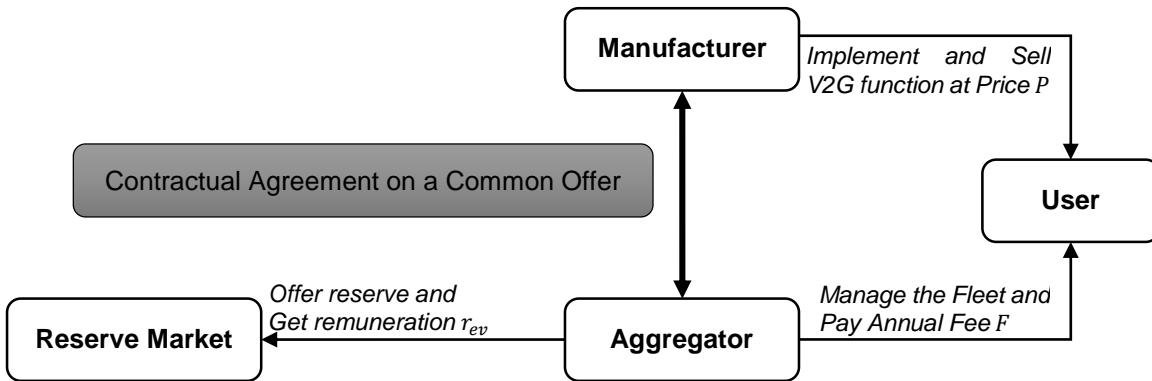 Manufacturer
Implement and Sell
V2G function at Price P
Contractual Agreement on a Common Offer
User
Offer reserve and
Get remuneration r_ev
Manage the Fleet and
Pay Annual Fee F
Reserve Market
Aggregator